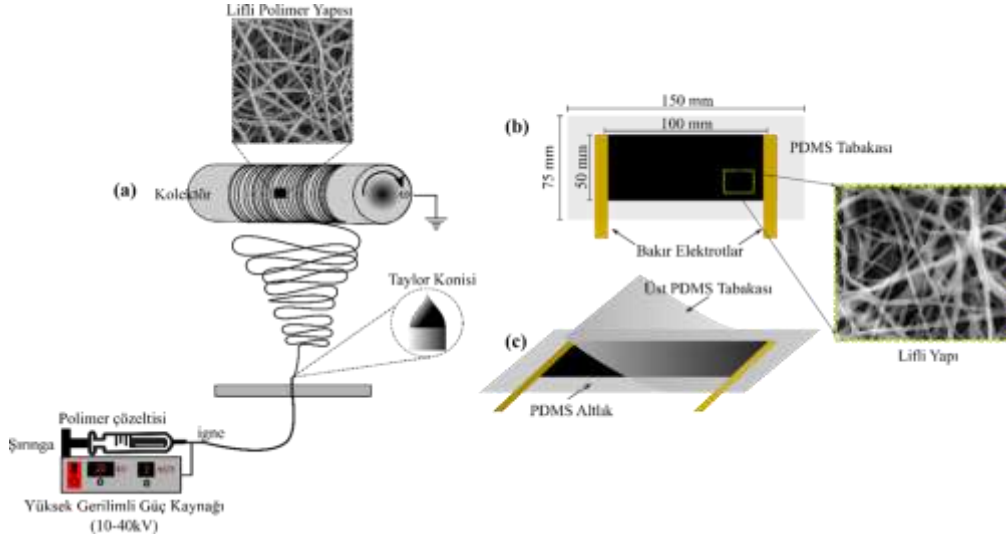 Lifli Polimer Yapısı
(a)
Kolektör
Taylor Konisi
Polimer çözeltisi
iğne
Şırınga
Yüksek Gerilimli Güç Kaynağı
(10-40kV)
(b)
150 mm
100 mm
75 mm
50 mm
PDMS Tabakası
Bakır Elektrotlar
Lifli Yapı
(c)
Üst PDMS Tabakası
PDMS Altlık